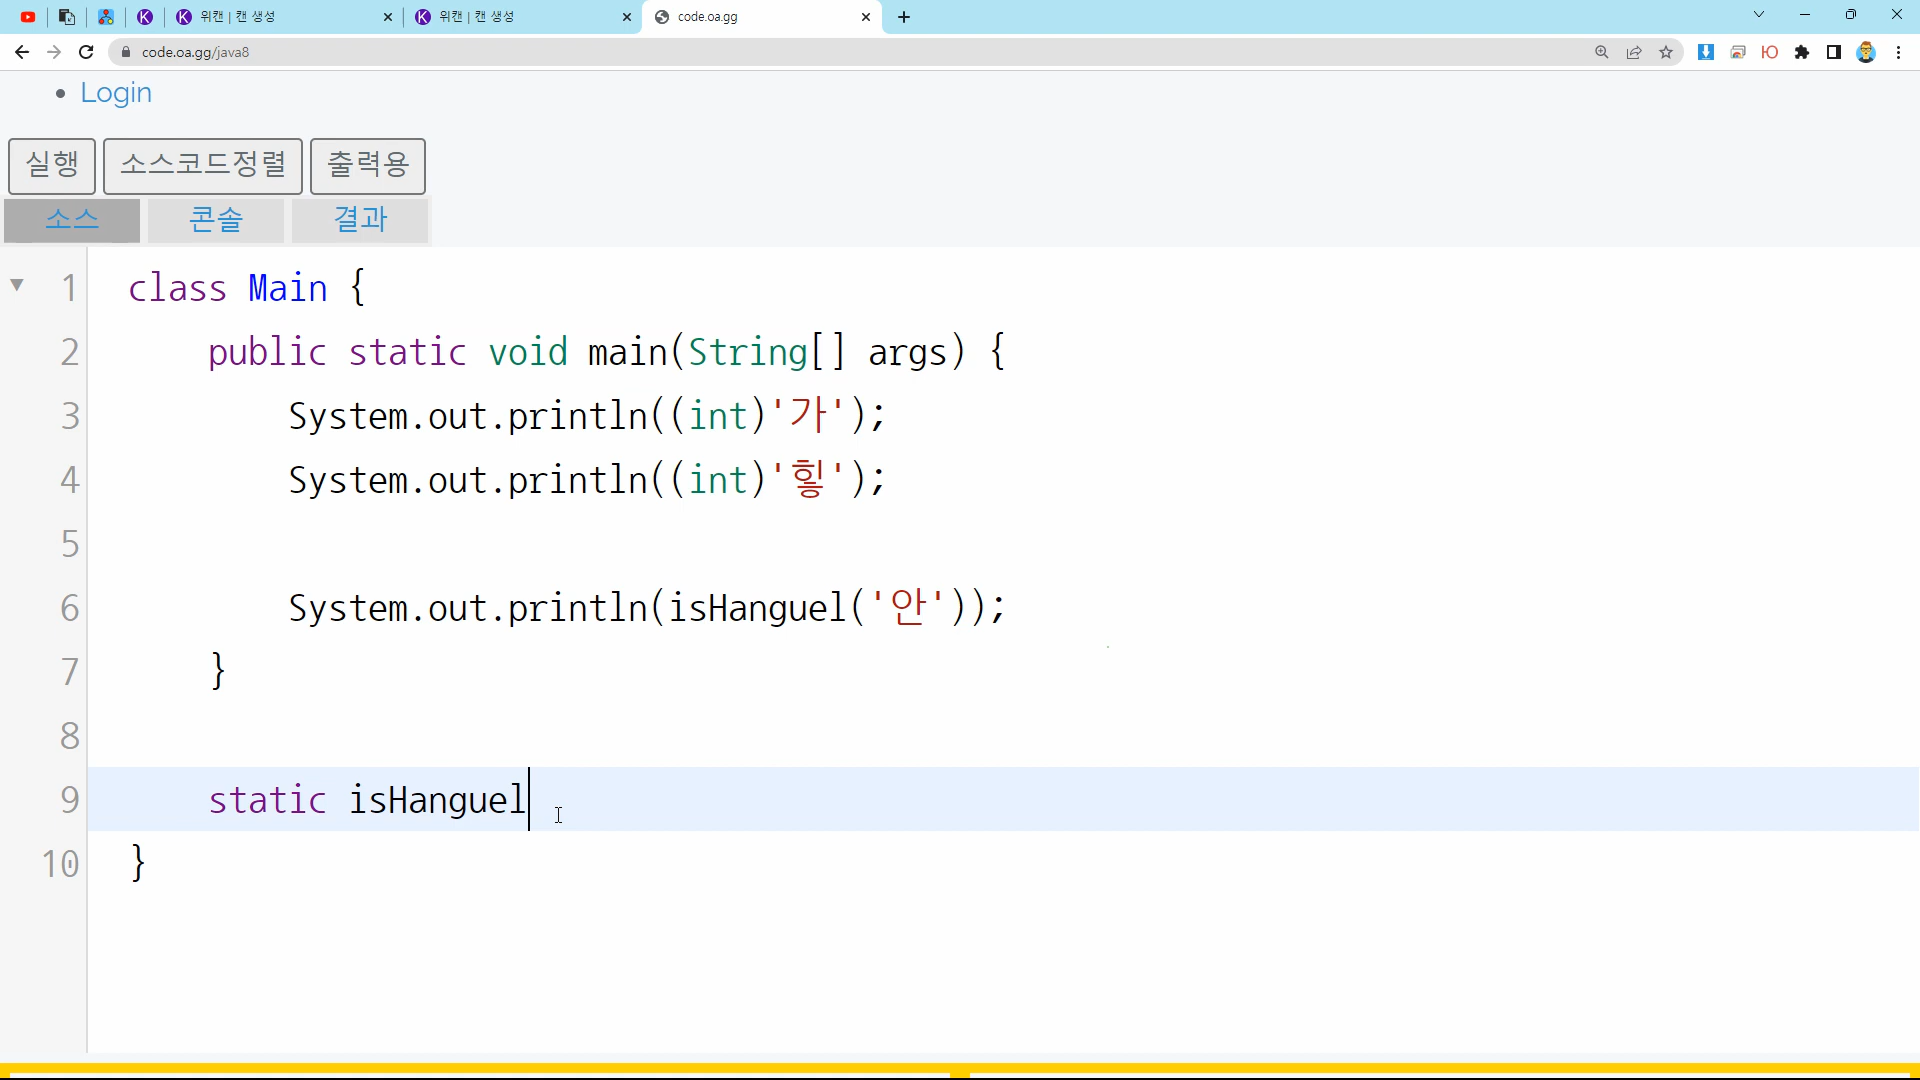 위캔 | 캔 생성
위캔 | 캔 생성
code.oa.gg
code.oa.gg/java8
Login
실행 소스코드정렬 출력용
소스 콘솔 결과
1 class Main {
2 public static void main(String[] args) {
3 System.out.println((int)'가');
4 System.out.println((int)'힣');
5
6 System.out.println(isHanguel('안'));
7 }
8
9 static isHanguel
10 }